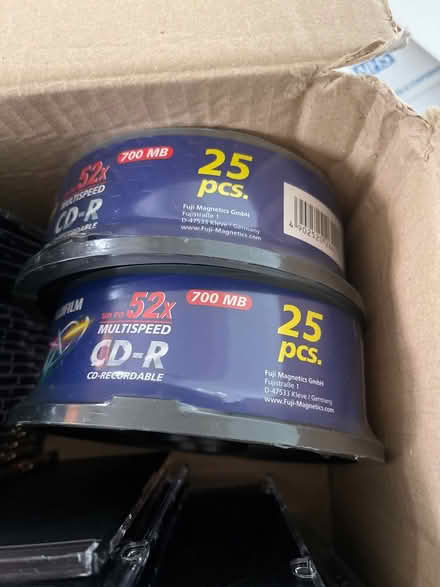 700 MB
52x
MULTISPEED
CD-R
25
pcs.
Fuji Magnetics GmbH
Fujistraße 1
D-47533 Kleve / Germany
www.Fuji-Magnetics.com
700 MB
UP TO 52x
MULTISPEED
CD-R
CD-RECORDABLE
25
pcs.
Fuji Magnetics GmbH
Fujistraße 1
D-47533 Kleve / Germany
www.Fuji-Magnetics.com